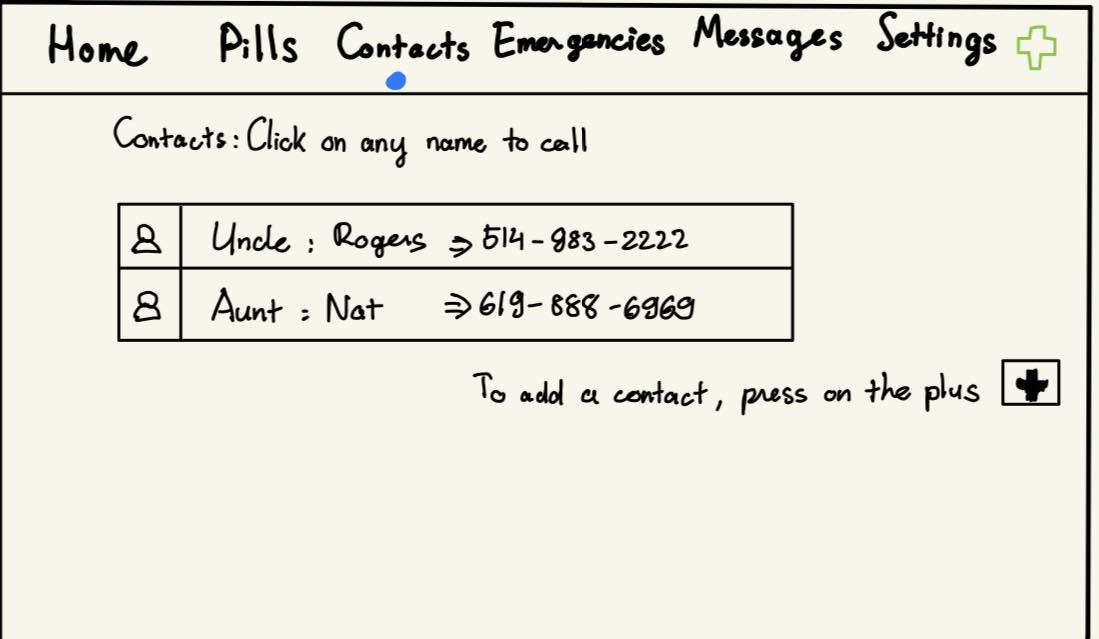 Home Pills Contacts Emergencies Messages Settings
Contacts: Click on any name to call
Uncle : Rogers ⇒ 514-983-2222
Aunt : Nat ⇒ 619-888-6969
To add a contact, press on the plus